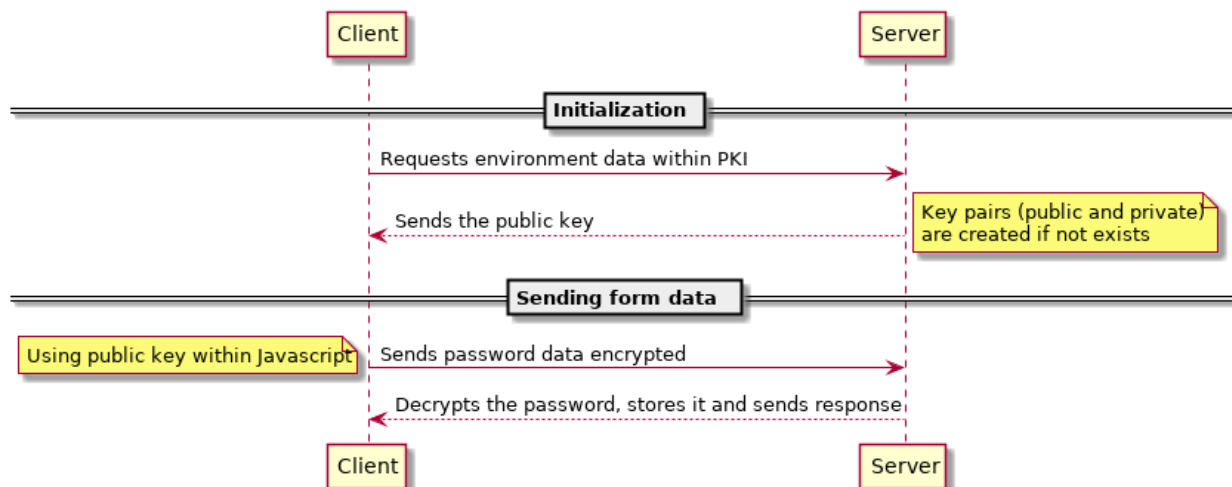 Client
Server
Initialization
Requests environment data within PKI
Sends the public key
Key pairs (public and private)
are created if not exists
Sending form data
Using public key within Javascript
Sends password data encrypted
Decrypts the password, stores it and sends response
Client
Server